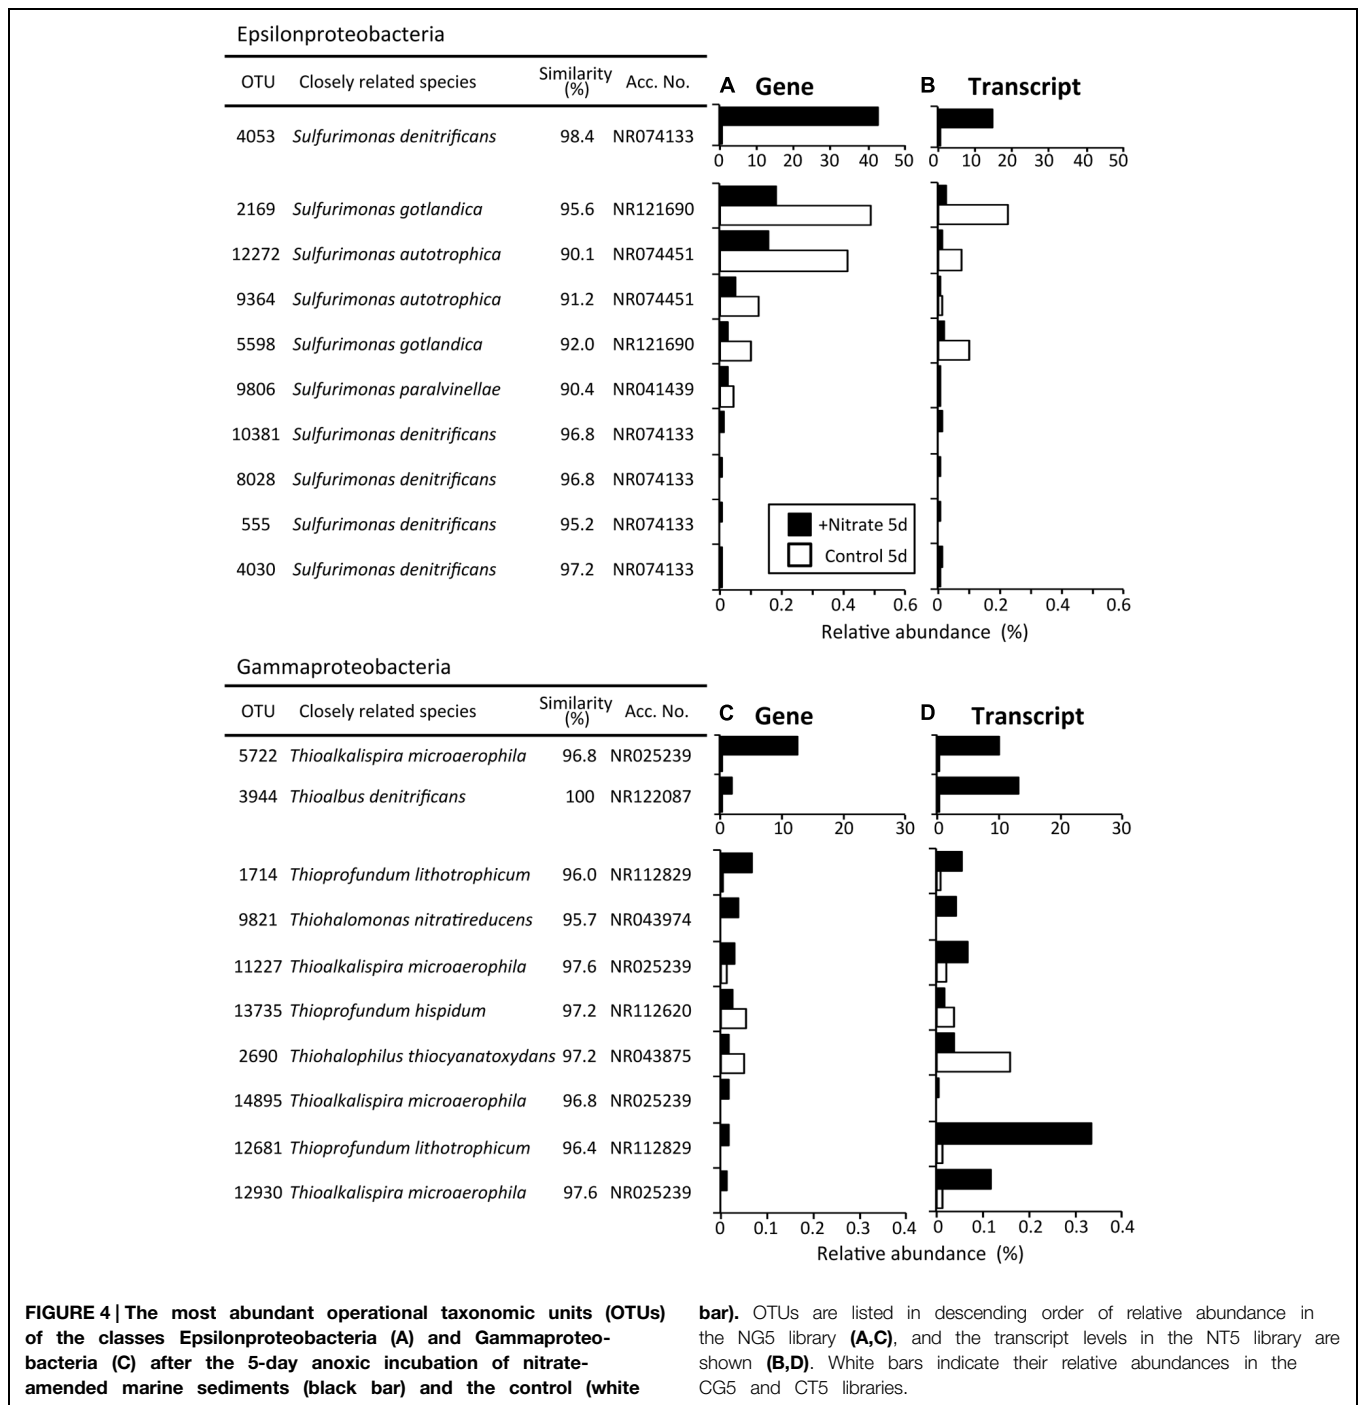 Epsilonproteobacteria
OTU Closely related species Similarity (%) Acc. No. A Gene B Transcript
4053 Sulfurimonas denitrificans 98.4 NR074133
0 10 20 30 40 50 0 10 20 30 40 50
2169 Sulfurimonas gotlandica 95.6 NR121690
12272 Sulfurimonas autotrophica 90.1 NR074451
9364 Sulfurimonas autotrophica 91.2 NR074451
5598 Sulfurimonas gotlandica 92.0 NR121690
9806 Sulfurimonas paralvinellae 90.4 NR041439
10381 Sulfurimonas denitrificans 96.8 NR074133
8028 Sulfurimonas denitrificans 96.8 NR074133
555 Sulfurimonas denitrificans 95.2 NR074133
4030 Sulfurimonas denitrificans 97.2 NR074133
+Nitrate 5d
Control 5d
0 0.2 0.4 0.6 0 0.2 0.4 0.6
Relative abundance (%)
Gammaproteobacteria
OTU Closely related species Similarity (%) Acc. No. C Gene D Transcript
5722 Thioalkalispira microaerophila 96.8 NR025239
3944 Thioalbus denitrificans 100 NR122087
0 10 20 30 0 10 20 30
1714 Thioprofundum lithotrophicum 96.0 NR112829
9821 Thiohalomonas nitratireducens 95.7 NR043974
11227 Thioalkalispira microaerophila 97.6 NR025239
13735 Thioprofundum hispidum 97.2 NR112620
2690 Thiohalophilus thiocyanatoxydans 97.2 NR043875
14895 Thioalkalispira microaerophila 96.8 NR025239
12681 Thioprofundum lithotrophicum 96.4 NR112829
12930 Thioalkalispira microaerophila 97.6 NR025239
0 0.1 0.2 0.3 0.4 0 0.1 0.2 0.3 0.4
Relative abundance (%)
FIGURE 4 | The most abundant operational taxonomic units (OTUs)
of the classes Epsilonproteobacteria (A) and Gammaproteo-
bacteria (C) after the 5-day anoxic incubation of nitrate-
amended marine sediments (black bar) and the control (white
bar). OTUs are listed in descending order of relative abundance in
the NG5 library (A,C), and the transcript levels in the NT5 library are
shown (B,D). White bars indicate their relative abundances in the
CG5 and CT5 libraries.